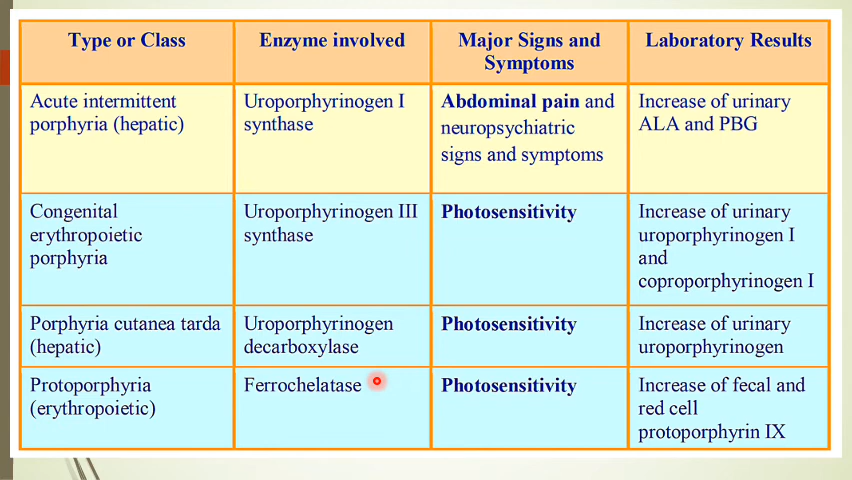 Type or Class
Enzyme involved
Major Signs and
Symptoms
Laboratory Results
Acute intermittent
porphyria (hepatic)
Uroporphyrinogen I
synthase
Abdominal pain and
neuropsychiatric
signs and symptoms
Increase of urinary
ALA and PBG
Congenital
erythropoietic
porphyria
Uroporphyrinogen III
synthase
Photosensitivity
Increase of urinary
uroporphyrinogen I
and
coproporphyrinogen I
Porphyria cutanea tarda
(hepatic)
Uroporphyrinogen
decarboxylase
Photosensitivity
Increase of urinary
uroporphyrinogen
Protoporphyria
(erythropoietic)
Ferrochelatase
Photosensitivity
Increase of fecal and
red cell
protoporphyrin IX